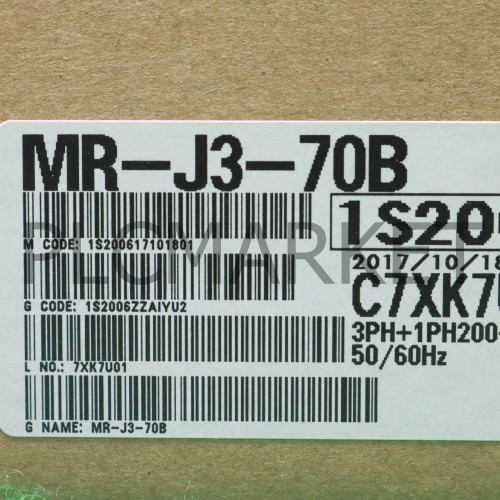 MR-J3-70B
1S20
M CODE: 1S200617101801
2017/10/18
G CODE: 1S2006ZZAIYU2
C7XK7U
3PH+1PH200-
50/60Hz
L NO.: 7XK7U01
G NAME: MR-J3-70B
PLCMARKET